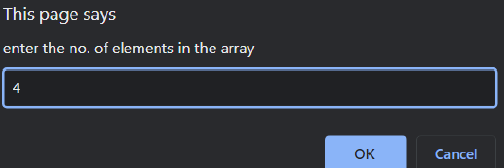 This page says
enter the no. of elements in the array
4
OK
Cancel